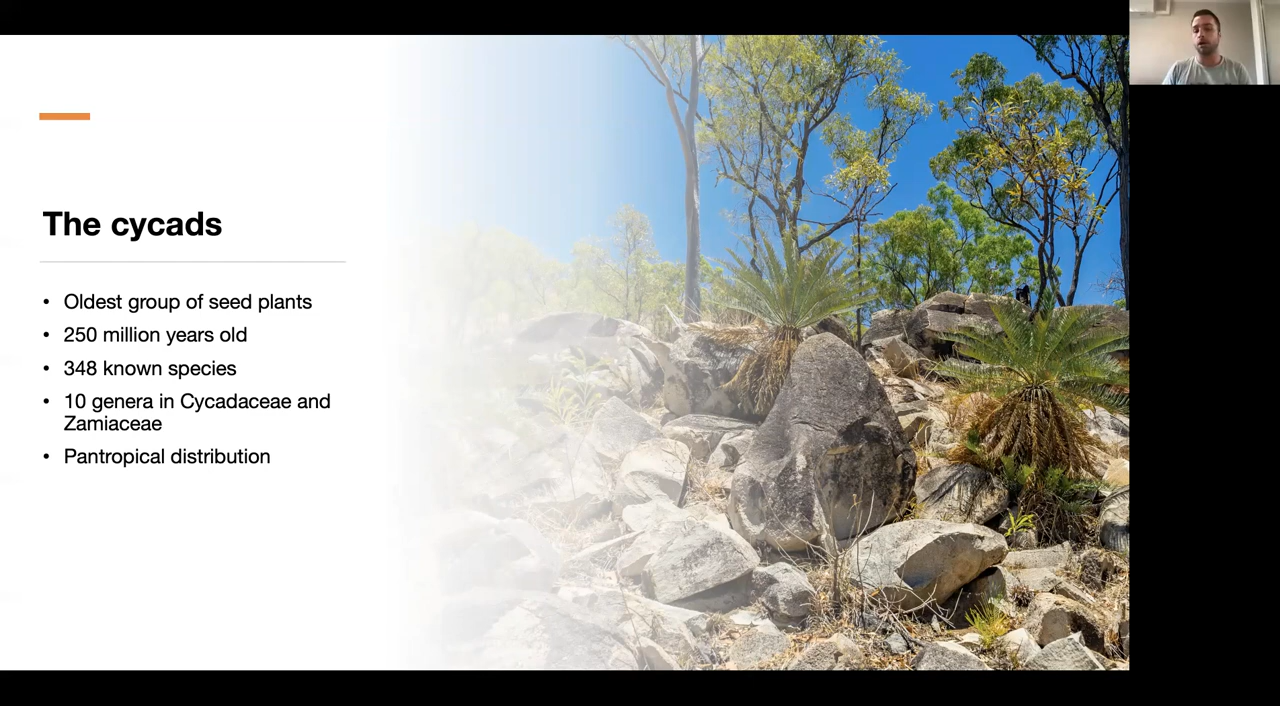 The cycads
• Oldest group of seed plants
• 250 million years old
• 348 known species
• 10 genera in Cycadaceae and
Zamiaceae
• Pantropical distribution